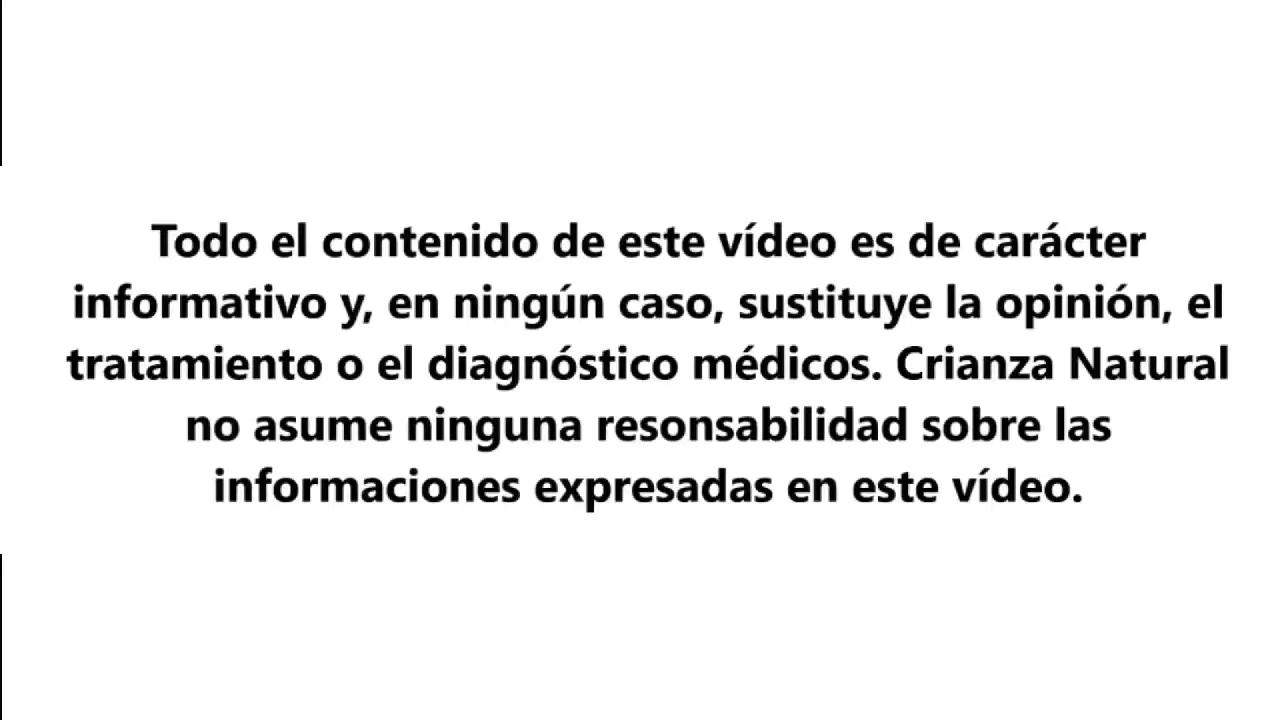 Todo el contenido de este vídeo es de carácter
informativo y, en ningún caso, sustituye la opinión, el
tratamiento o el diagnóstico médicos. Crianza Natural
no asume ninguna resonsabilidad sobre las
informaciones expresadas en este vídeo.